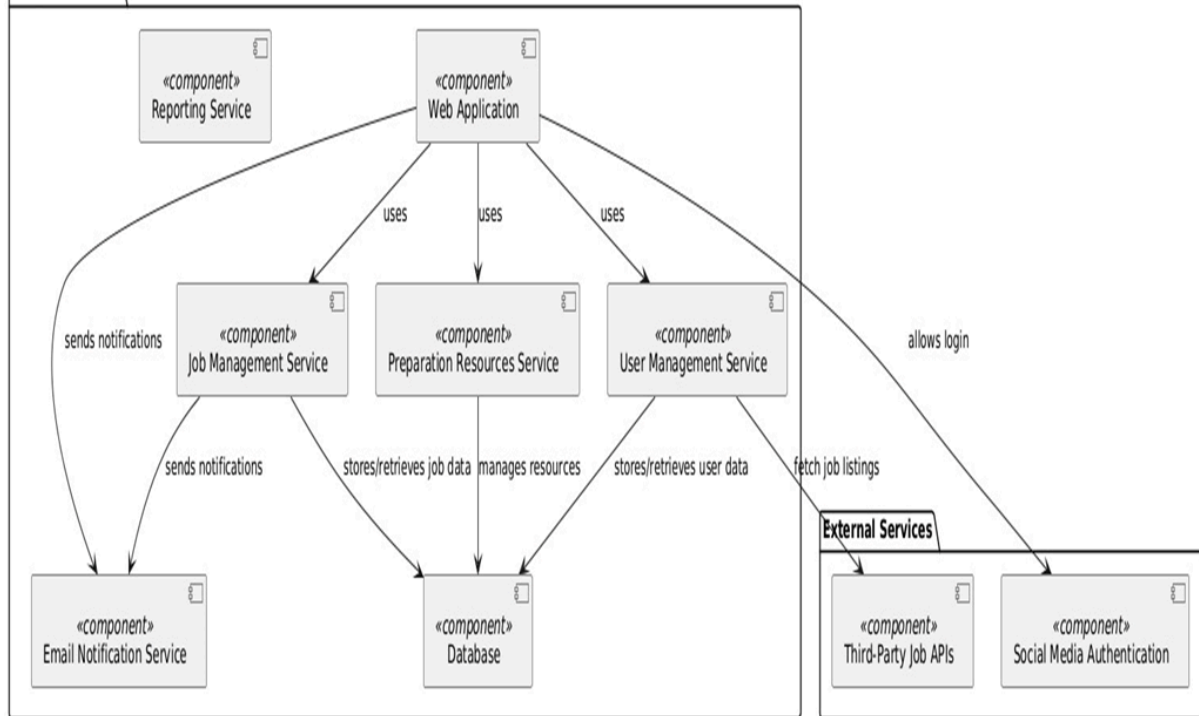 «component»
Reporting Service
«component»
Web Application
uses
uses
uses
«component»
Job Management Service
«component»
Preparation Resources Service
«component»
User Management Service
sends notifications
allows login
sends notifications
stores/retrieves job data
manages resources
stores/retrieves user data
fetch job listings
External Services
«component»
Email Notification Service
«component»
Database
«component»
Third-Party Job APIs
«component»
Social Media Authentication